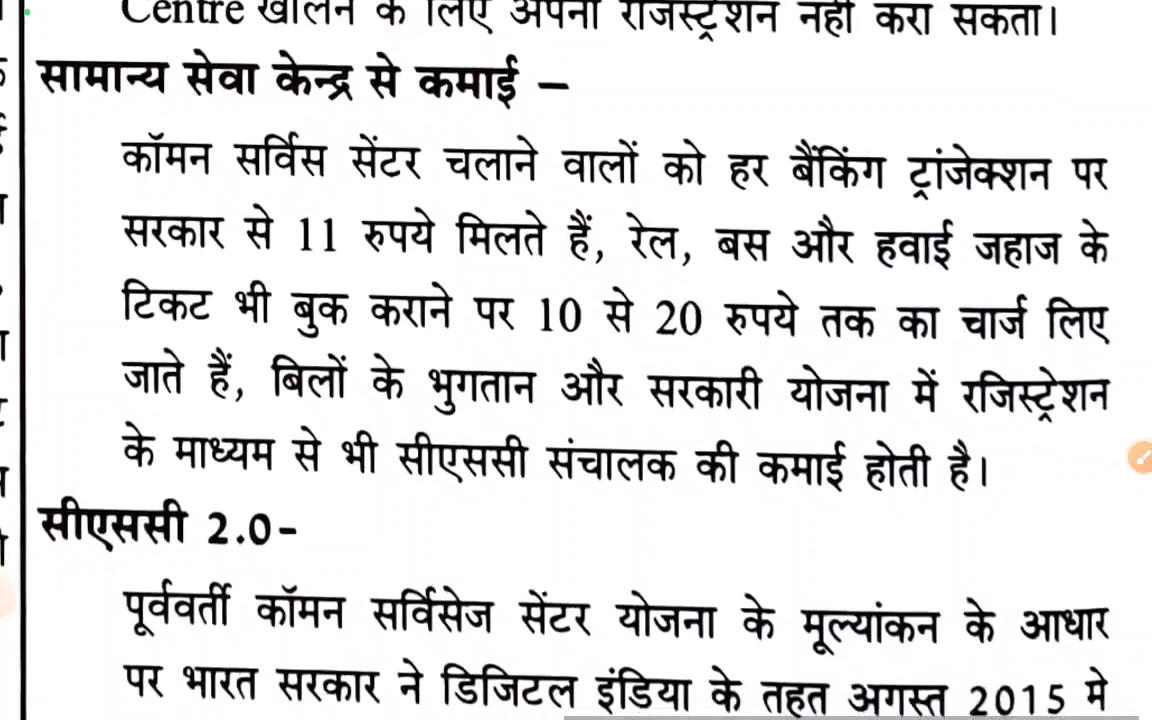 Centre खोलने के लिए अपना रजिस्ट्रेशन नहीं करा सकता।
सामान्य सेवा केन्द्र से कमाई –
कॉमन सर्विस सेंटर चलाने वालों को हर बैंकिंग ट्रांजेक्शन पर
सरकार से 11 रुपये मिलते हैं, रेल, बस और हवाई जहाज के
टिकट भी बुक कराने पर 10 से 20 रुपये तक का चार्ज लिए
जाते हैं, बिलों के भुगतान और सरकारी योजना में रजिस्ट्रेशन
के माध्यम से भी सीएससी संचालक की कमाई होती है।
सीएससी 2.0-
पूर्ववर्ती कॉमन सर्विसेज सेंटर योजना के मूल्यांकन के आधार
पर भारत सरकार ने डिजिटल इंडिया के तहत अगस्त 2015 मे